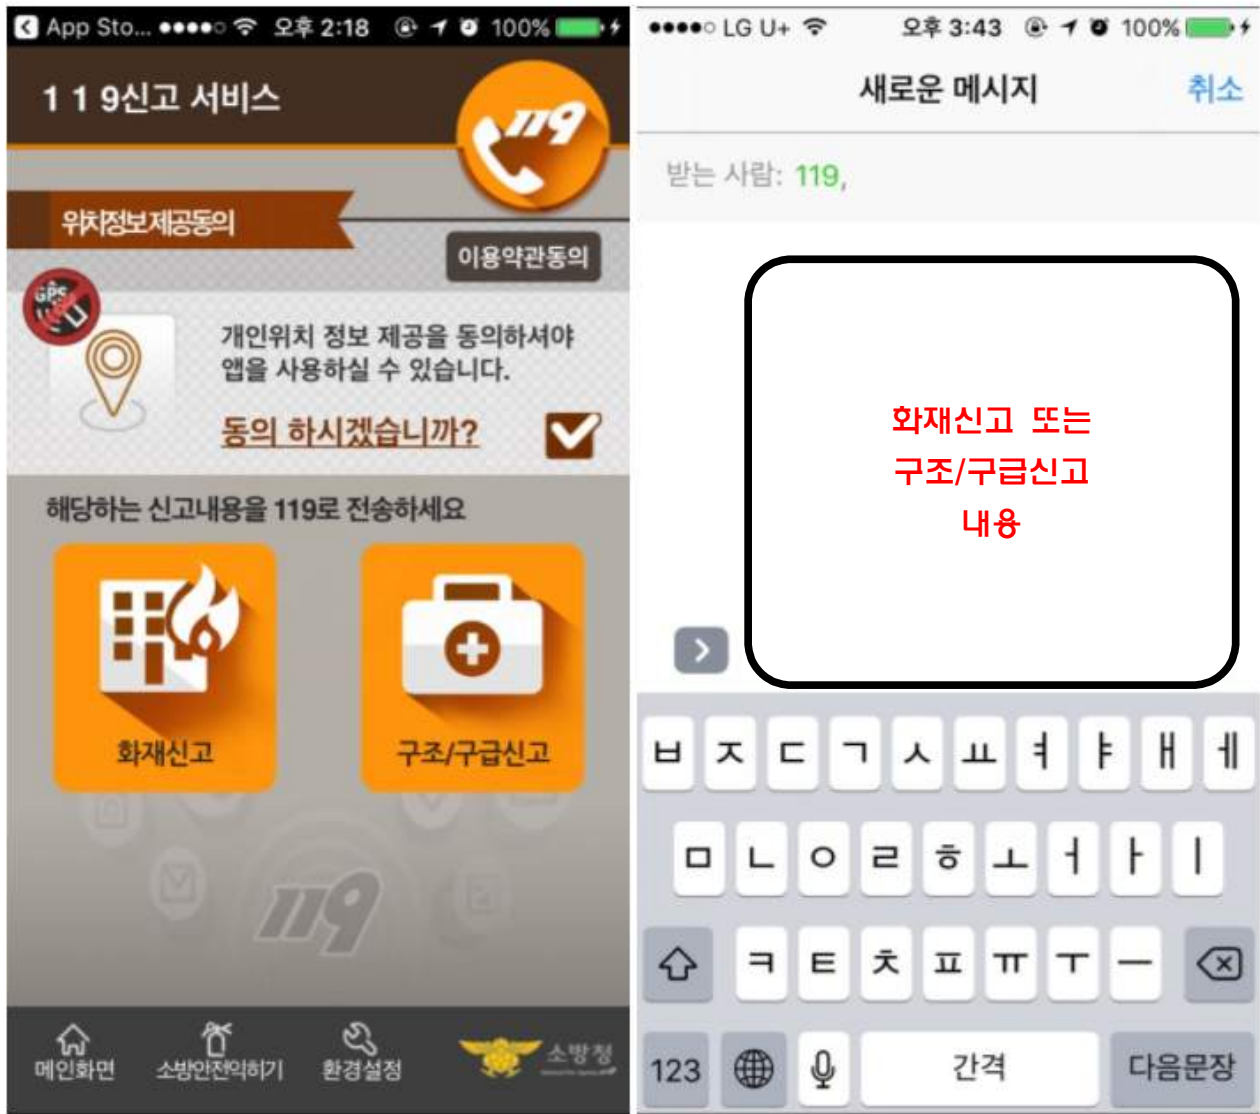 App Sto... 오후 2:18 100%
1 1 9신고 서비스
119
위치정보제공동의
이용약관동의
GPS
개인위치 정보 제공을 동의하셔야
앱을 사용하실 수 있습니다.
동의 하시겠습니까?
해당하는 신고내용을 119로 전송하세요
화재신고 구조/구급신고
119
메인화면 소방안전익히기 환경설정 소방청
LG U+ 오후 3:43 100%
새로운 메시지 취소
받는 사람: 119,
화재신고 또는
구조/구급신고
내용
ㅂ ㅈ ㄷ ㄱ ㅅ ㅛ ㅕ ㅑ ㅐ ㅔ
ㅁ ㄴ ㅇ ㄹ ㅎ ㅗ ㅓ ㅏ ㅣ
ㅋ ㅌ ㅊ ㅍ ㅠ ㅜ ㅡ
123 간격 다음문장